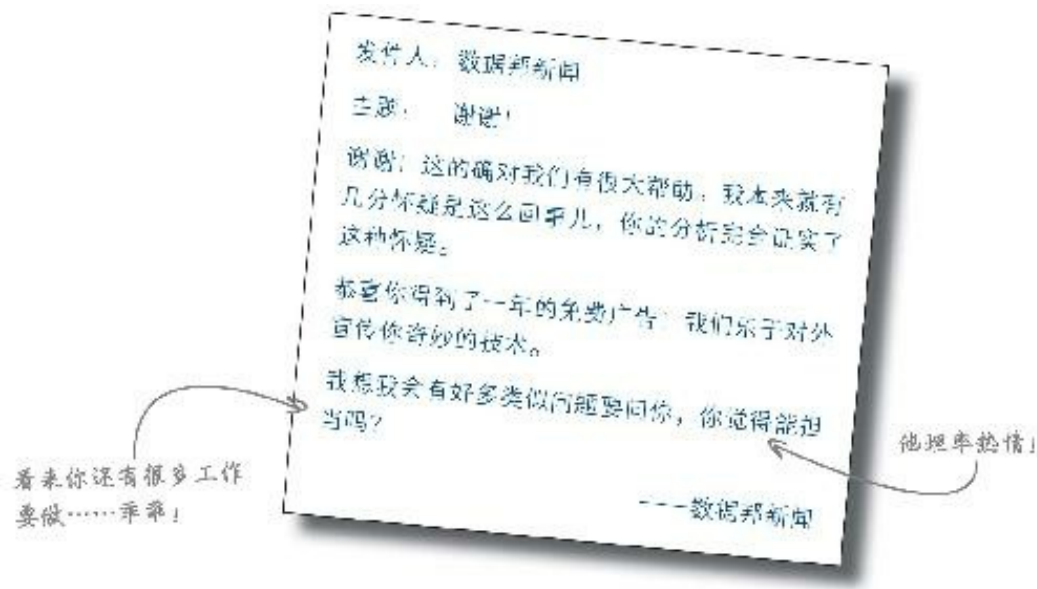 发件人：数据邦新闻
主题： 谢谢！
谢谢！这的确对我们有很大帮助，我本来就有
几分怀疑是这么回事儿，你的分析完全证实了
这种怀疑。
恭喜你得到了一年的免费广告！我们乐于对外
宣传你奇妙的技术。
我想我会有好多类似问题要问你，你觉得能担
当吗？
----数据邦新闻
看来你还有很多工作
要做……乖乖！
他坦率热情！